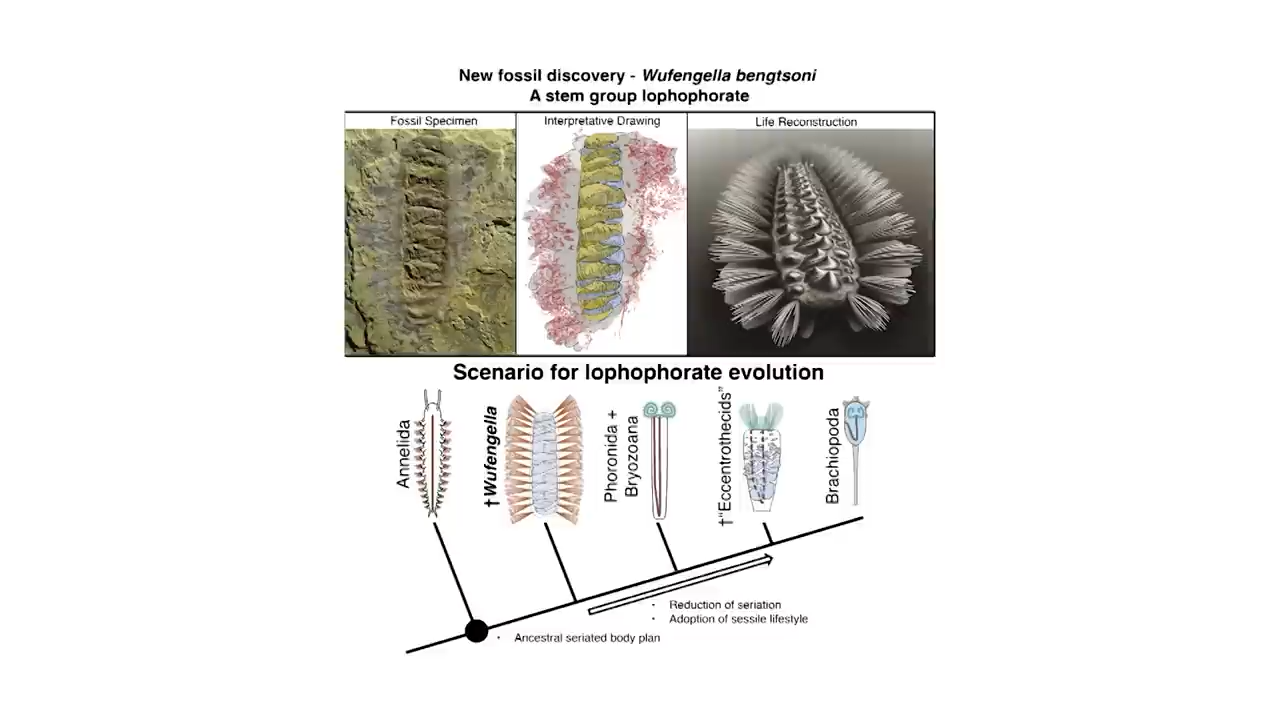 New fossil discovery - Wufengella bengtsoni
A stem group lophophorate
Fossil Specimen
Interpretative Drawing
Life Reconstruction
Scenario for lophophorate evolution
Annelida
†Wufengella
Phoronida +
Bryozoana
†“Eccentrothecids”
Brachiopoda
· Reduction of seriation
· Adoption of sessile lifestyle
· Ancestral seriated body plan